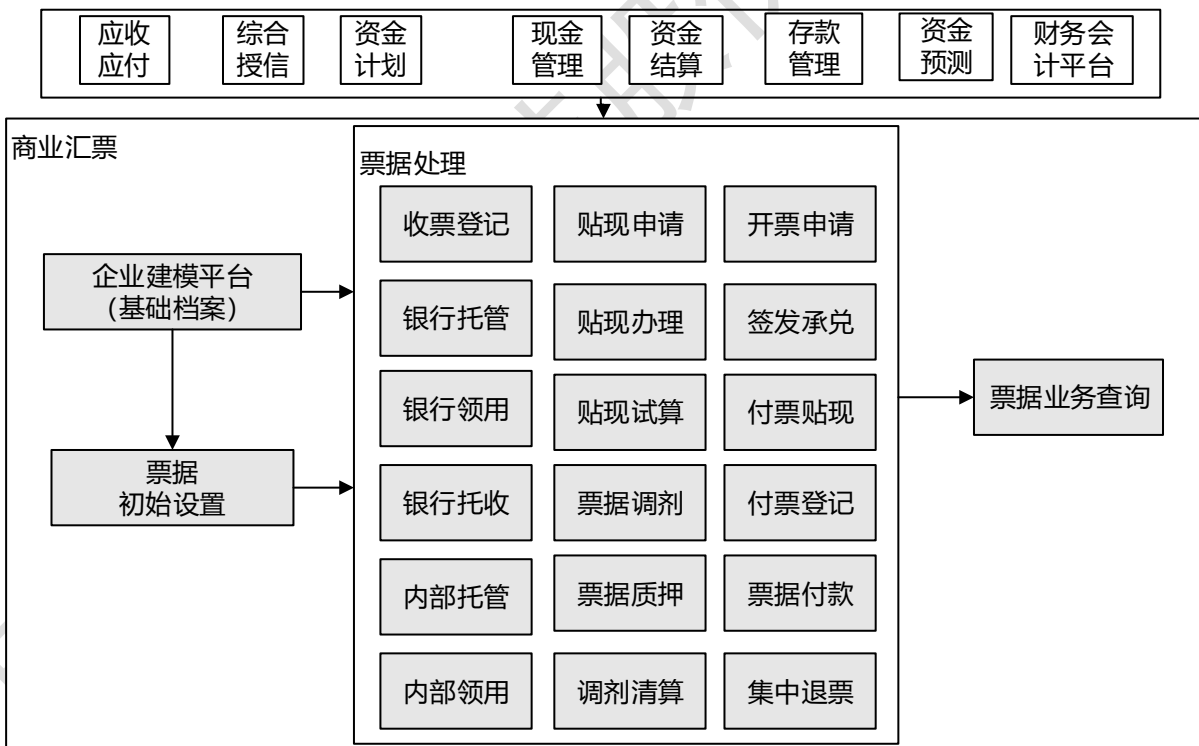 应收
应付
综合
授信
资金
计划
现金
管理
资金
结算
存款
管理
资金
预测
财务会
计平台
商业汇票
票据处理
企业建模平台
（基础档案）
票据
初始设置
收票登记
贴现申请
开票申请
银行托管
贴现办理
签发承兑
银行领用
贴现试算
付票贴现
银行托收
票据调剂
付票登记
内部托管
票据质押
票据付款
内部领用
调剂清算
集中退票
票据业务查询